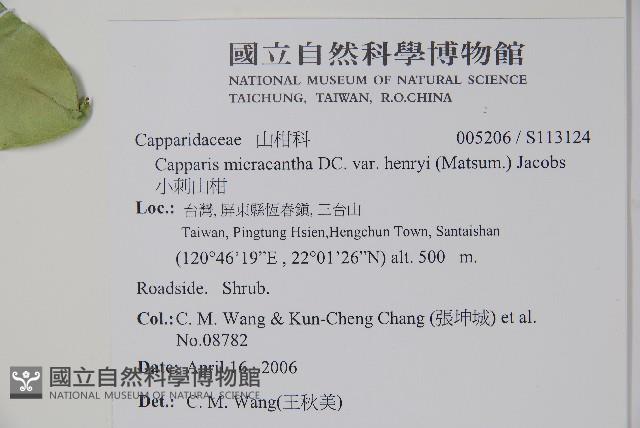 國立自然科學博物館
NATIONAL MUSEUM OF NATURAL SCIENCE
TAICHUNG, TAIWAN, R.O.CHINA
Capparidaceae 山柑科 005206 / S113124
Capparis micracantha DC. var. henryi (Matsum.) Jacobs
小刺山柑
Loc.: 台灣, 屏東縣恆春鎮, 三台山
Taiwan, Pingtung Hsien,Hengchun Town, Santaishan
(120°46’19”E , 22°01’26”N) alt. 500 m.
Roadside. Shrub.
Col.: C. M. Wang & Kun-Cheng Chang (張坤城) et al.
No.08782
Date: April 16, 2006
國立自然科學博物館
NATIONAL MUSEUM OF NATURAL SCIENCE
Det.: C. M. Wang(王秋美)